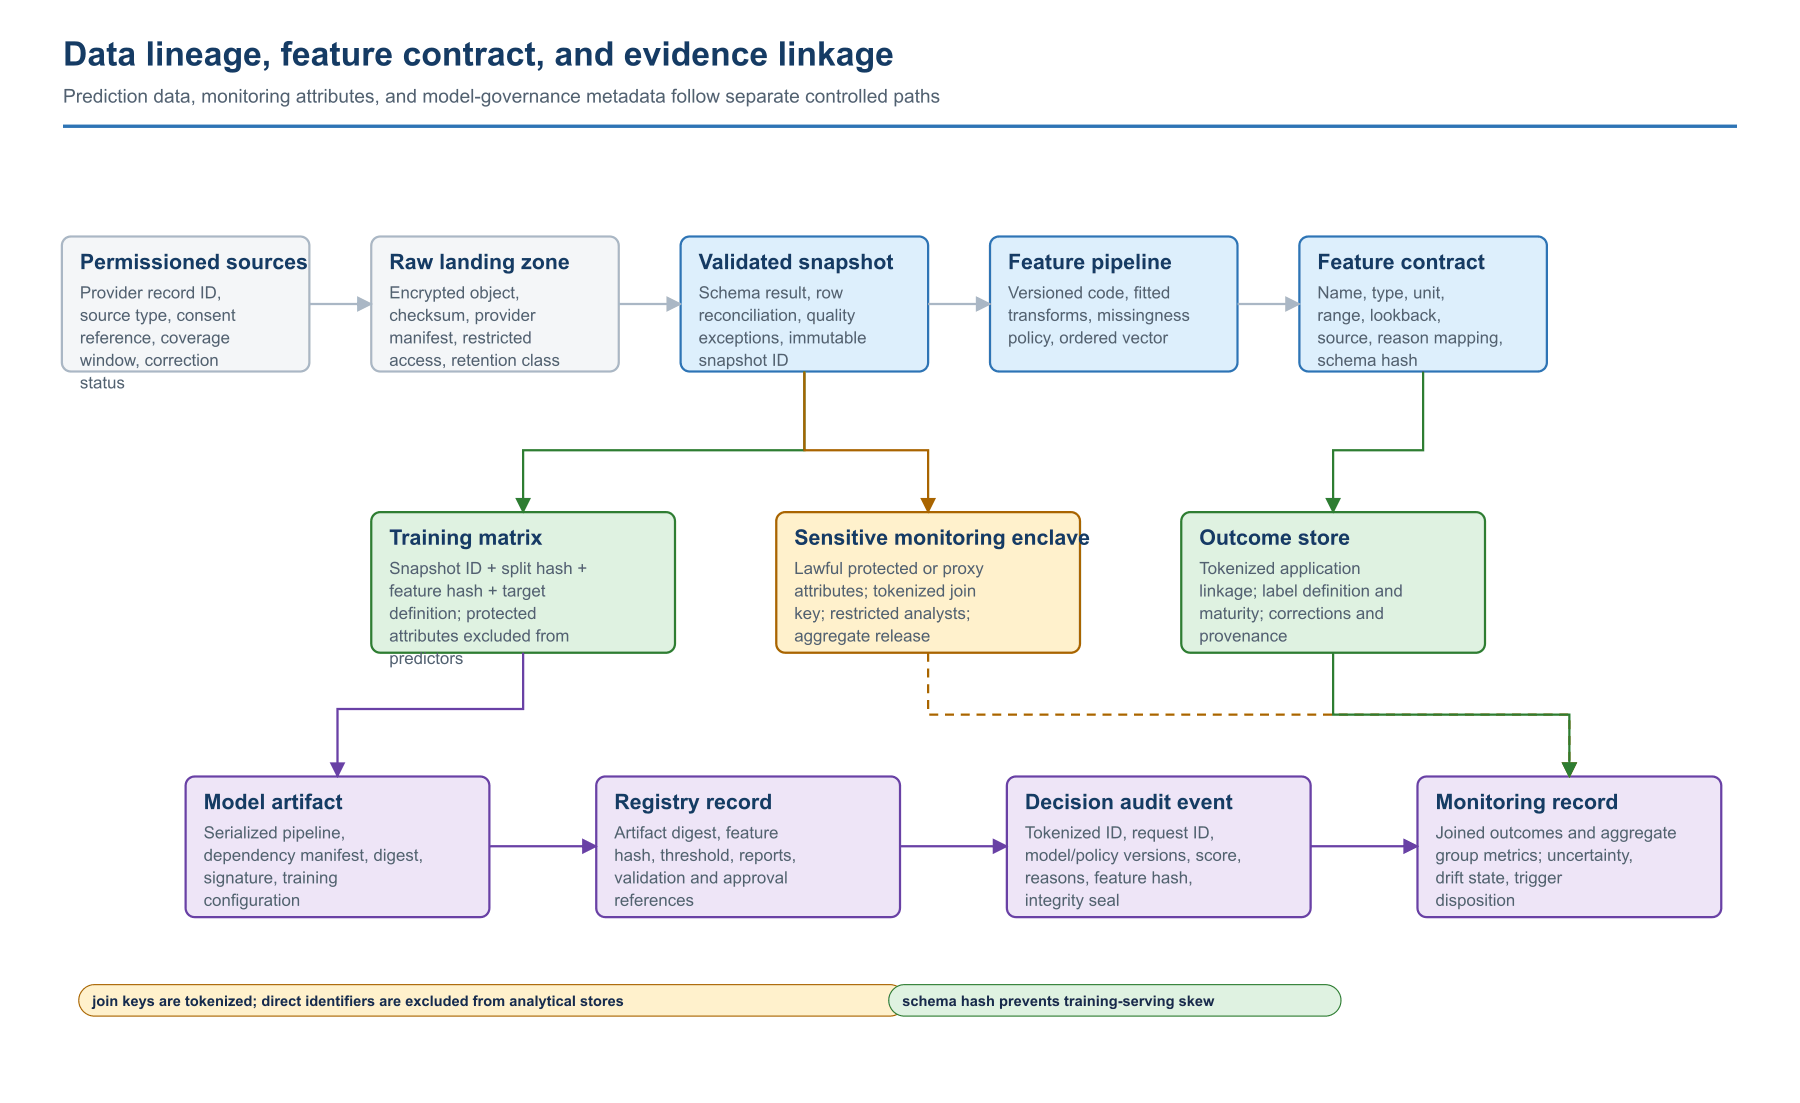 Data lineage, feature contract, and evidence linkage
Prediction data, monitoring attributes, and model-governance metadata follow separate controlled paths
Permissioned sources
Provider record ID,
source type, consent
reference, coverage
window, correction
status
Raw landing zone
Encrypted object,
checksum, provider
manifest, restricted
access, retention class
Validated snapshot
Schema result, row
reconciliation, quality
exceptions, immutable
snapshot ID
Feature pipeline
Versioned code, fitted
transforms, missingness
policy, ordered vector
Feature contract
Name, type, unit,
range, lookback,
source, reason mapping,
schema hash
Training matrix
Snapshot ID + split hash +
feature hash + target
definition; protected
attributes excluded from
predictors
Sensitive monitoring enclave
Lawful protected or proxy
attributes; tokenized join
key; restricted analysts;
aggregate release
Outcome store
Tokenized application
linkage; label definition and
maturity; corrections and
provenance
Model artifact
Serialized pipeline,
dependency manifest, digest,
signature, training
configuration
Registry record
Artifact digest, feature
hash, threshold, reports,
validation and approval
references
Decision audit event
Tokenized ID, request ID,
model/policy versions, score,
reasons, feature hash,
integrity seal
Monitoring record
Joined outcomes and aggregate
group metrics; uncertainty,
drift state, trigger
disposition
join keys are tokenized; direct identifiers are excluded from analytical stores
schema hash prevents training-serving skew